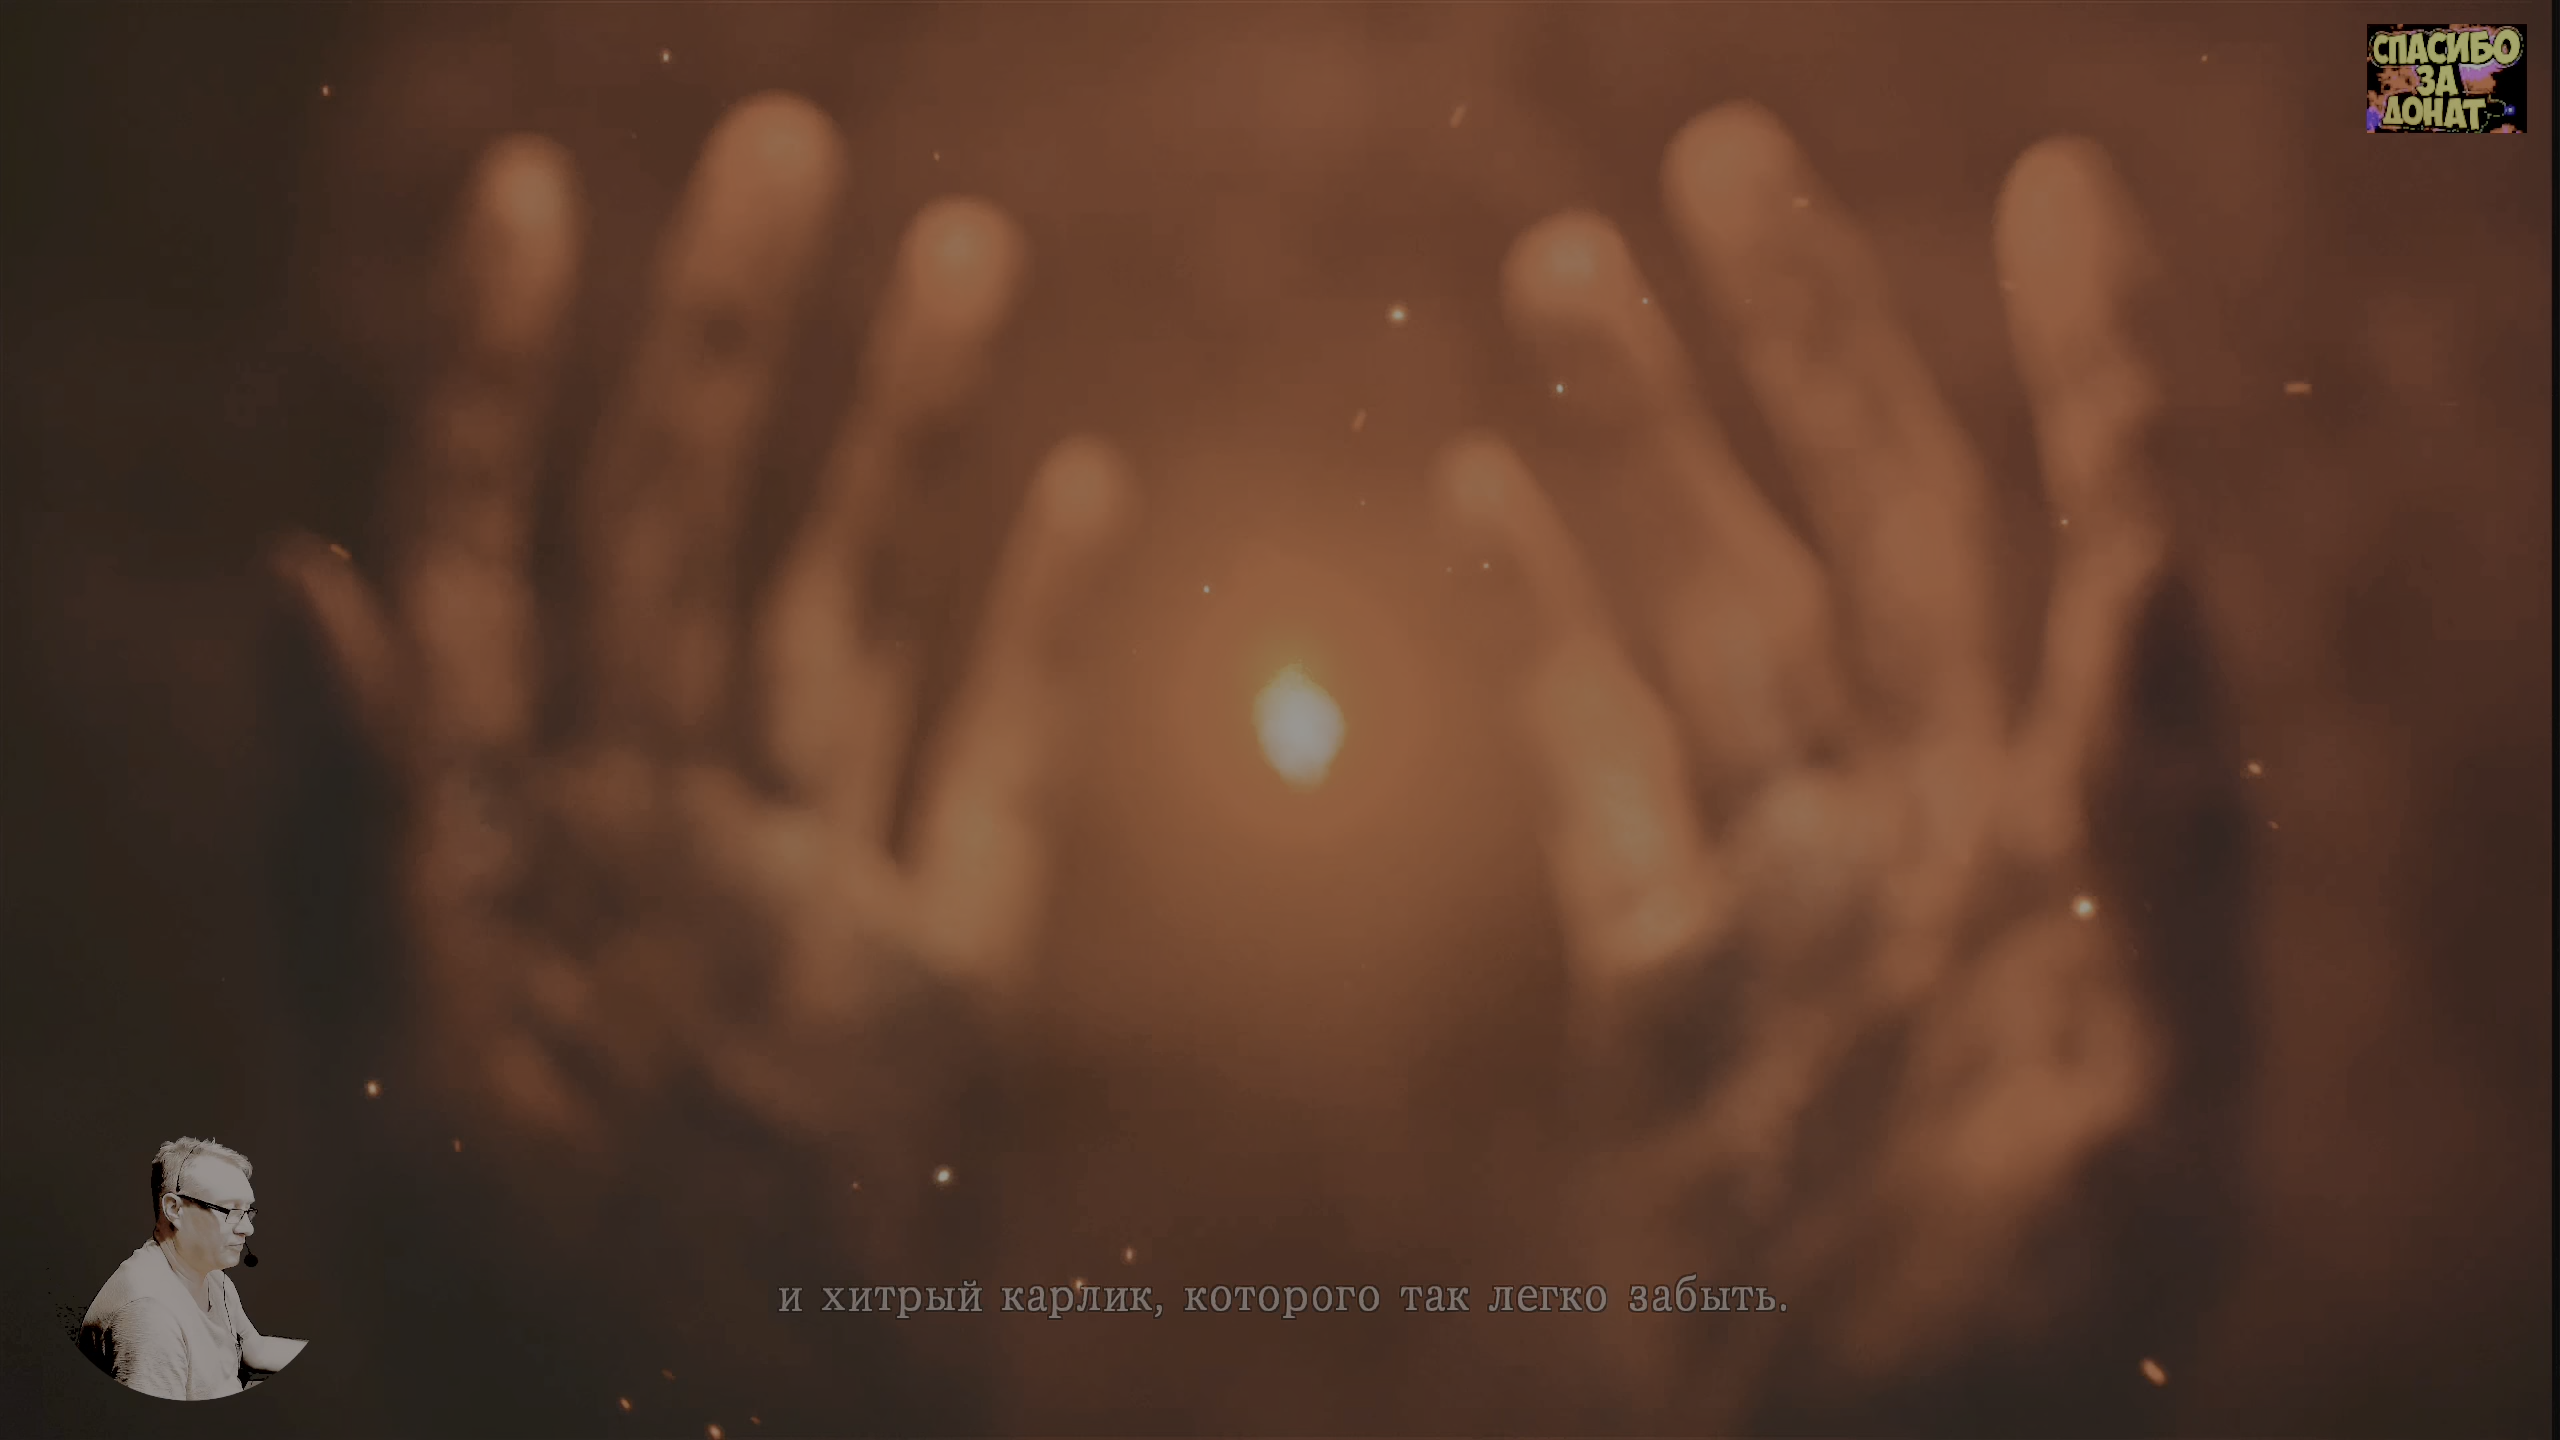 СПАСИБО
ЗА
ДОНАТ
и хитрый карлик, которого так легко забыть.